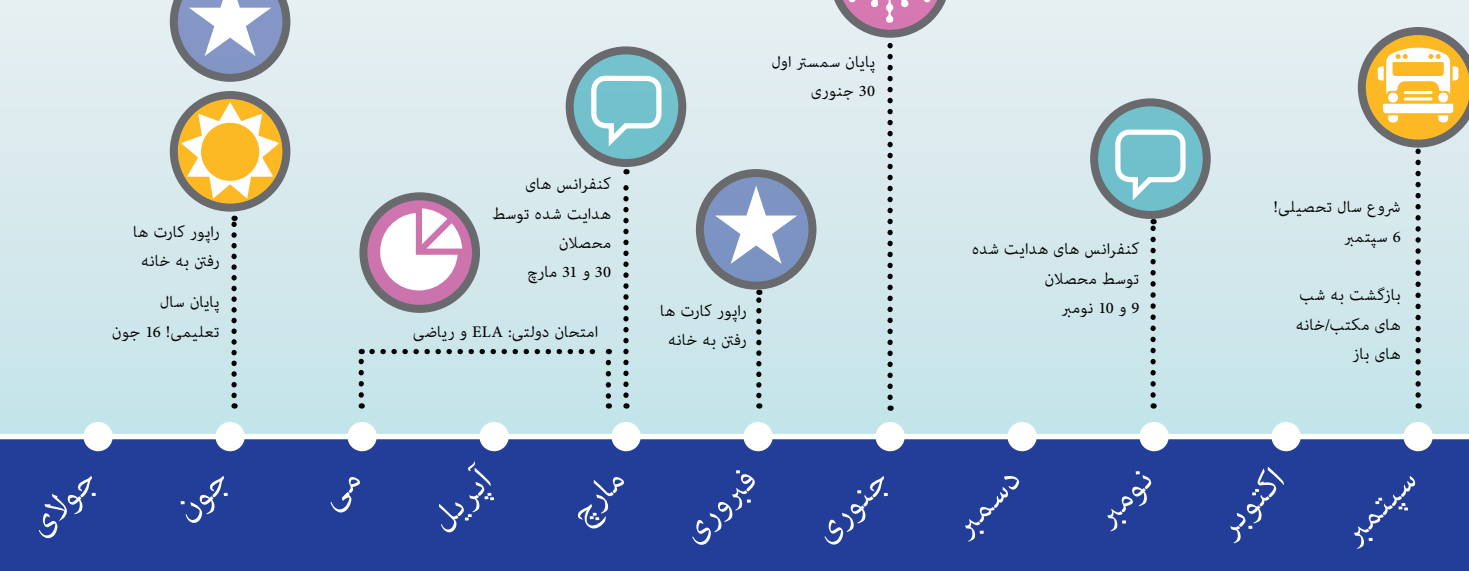 شروع سال تحصیلی!
6 سپتمبر
بازگشت به شب
های مکتب/خانه
های باز
کنفرانس های هدایت شده
توسط محصلان
9 و 10 نومبر
پایان سمستر اول
30 جنوری
راپور کارت ها
رفتن به خانه
کنفرانس های
هدایت شده توسط
محصلان
30 و 31 مارچ
امتحان دولتی: ELA و ریاضی
راپور کارت ها
رفتن به خانه
پایان سال
تعلیمی! 16 جون
سپتمبر
اکتوبر
نومبر
دسمبر
جنوری
فبروری
مارچ
آپریل
می
جون
جولای